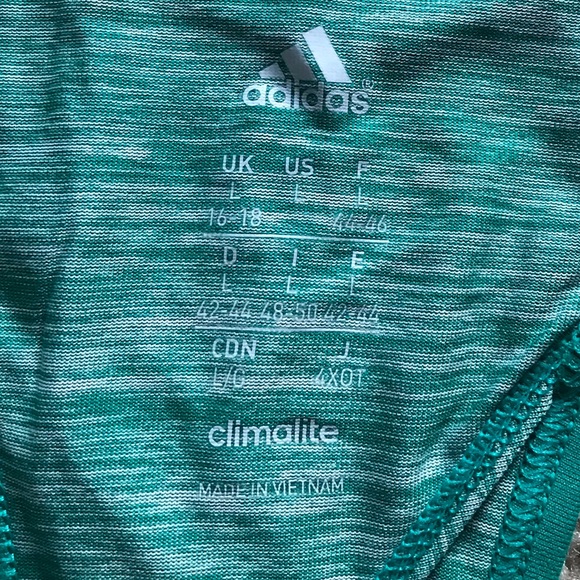 adidas
UK US F
L L L
16-18 44-46
D I E
L L L
42-44 48-50 42-44
CDN J
L/G 4XOT
climalite
MADE IN VIETNAM